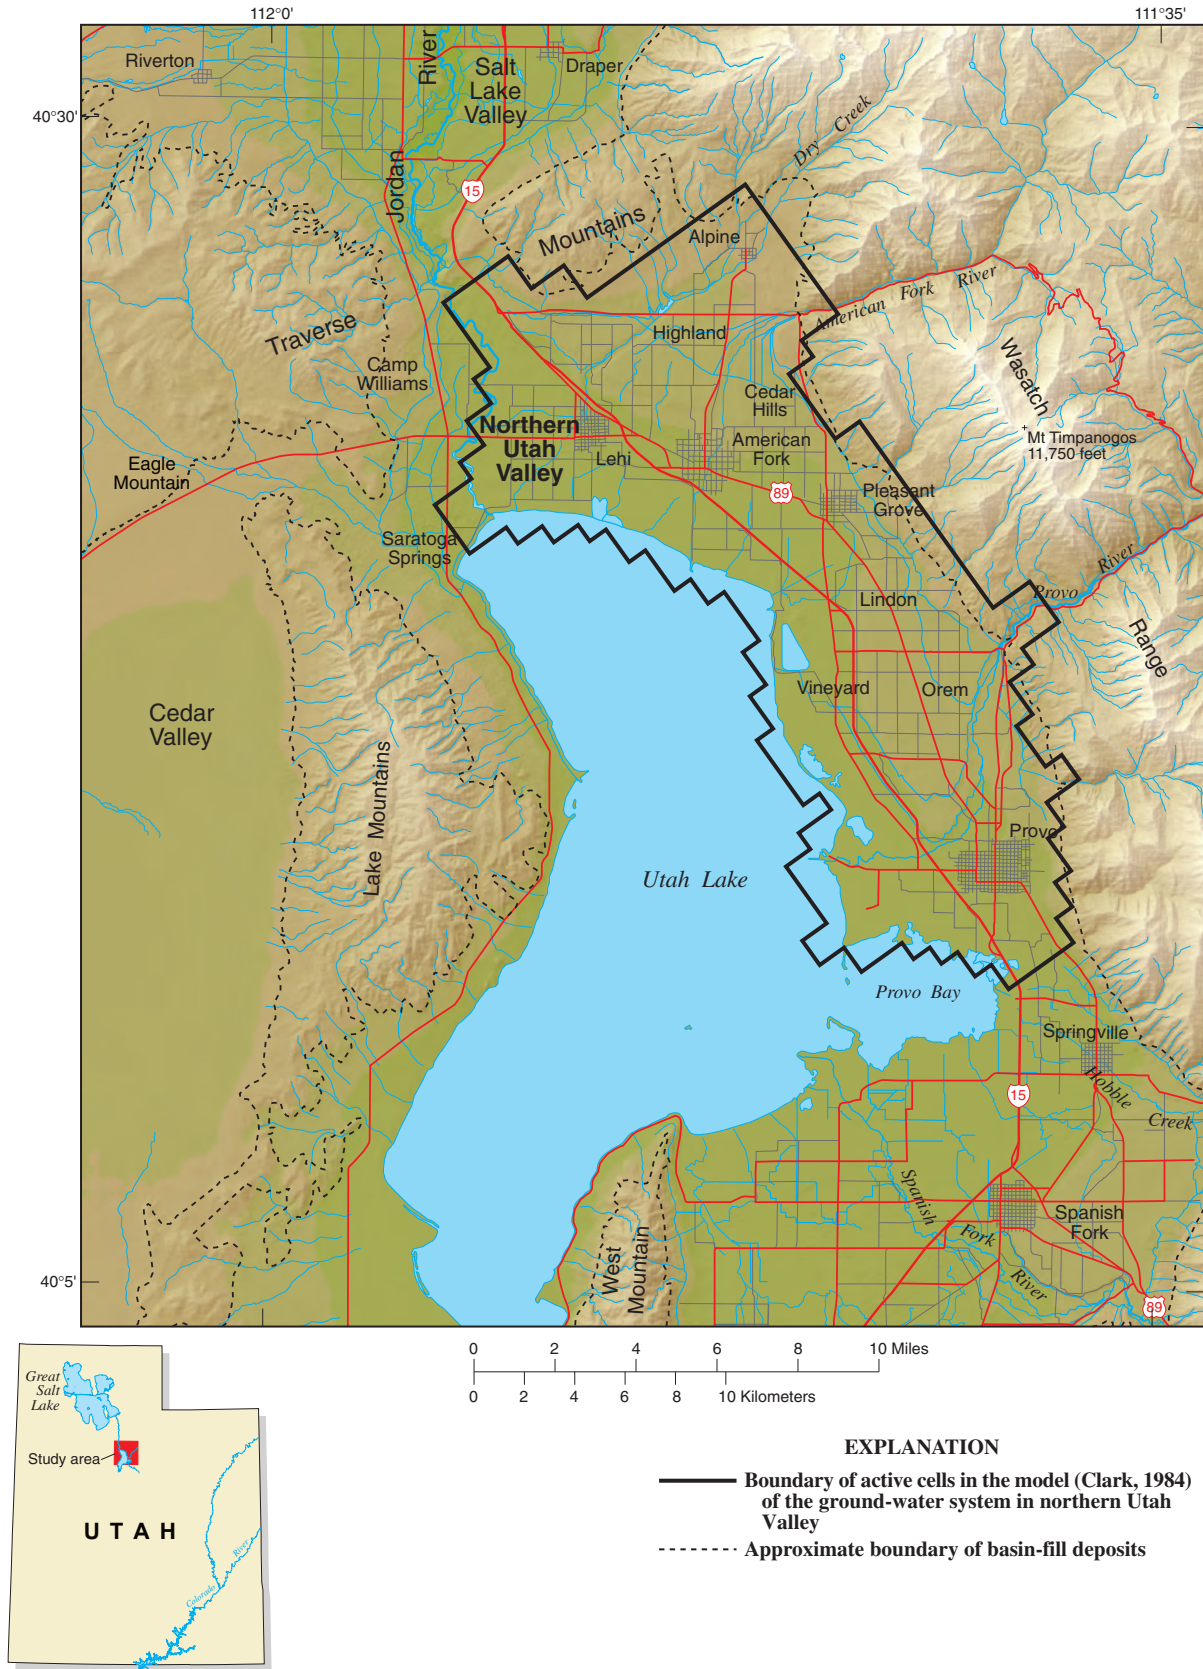 112°0'
111°35'
Riverton
River
Salt
Lake
Valley
Draper
40°30'
Dry Creek
Jordan
15
Mountains
Alpine
American Fork River
Traverse
Highland
Wasatch
Camp
Williams
Cedar
Hills
Mt Timpanogos
11,750 feet
Northern
Utah
Valley
American
Fork
Eagle
Mountain
Lehi
89
Pleasant
Grove
Saratoga
Springs
Provo River
Lindon
Range
Vineyard
Orem
Cedar
Valley
Lake Mountains
Provo
Utah Lake
Provo Bay
Springville
15
Hobble Creek
Spanish Fork River
Spanish
Fork
West
Mountain
40°5'
89
0 2 4 6 8 10 Miles
0 2 4 6 8 10 Kilometers
Great
Salt
Lake
Study area
UTAH
River
Colorado
EXPLANATION
Boundary of active cells in the model (Clark, 1984)
of the ground-water system in northern Utah
Valley
Approximate boundary of basin-fill deposits